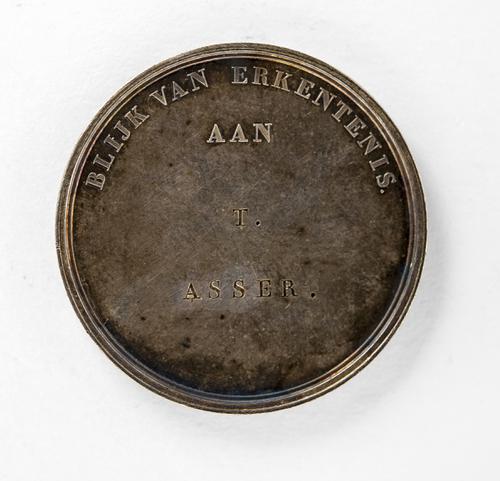 BLIJK VAN ERKENTENIS.
AAN
T.
ASSER.